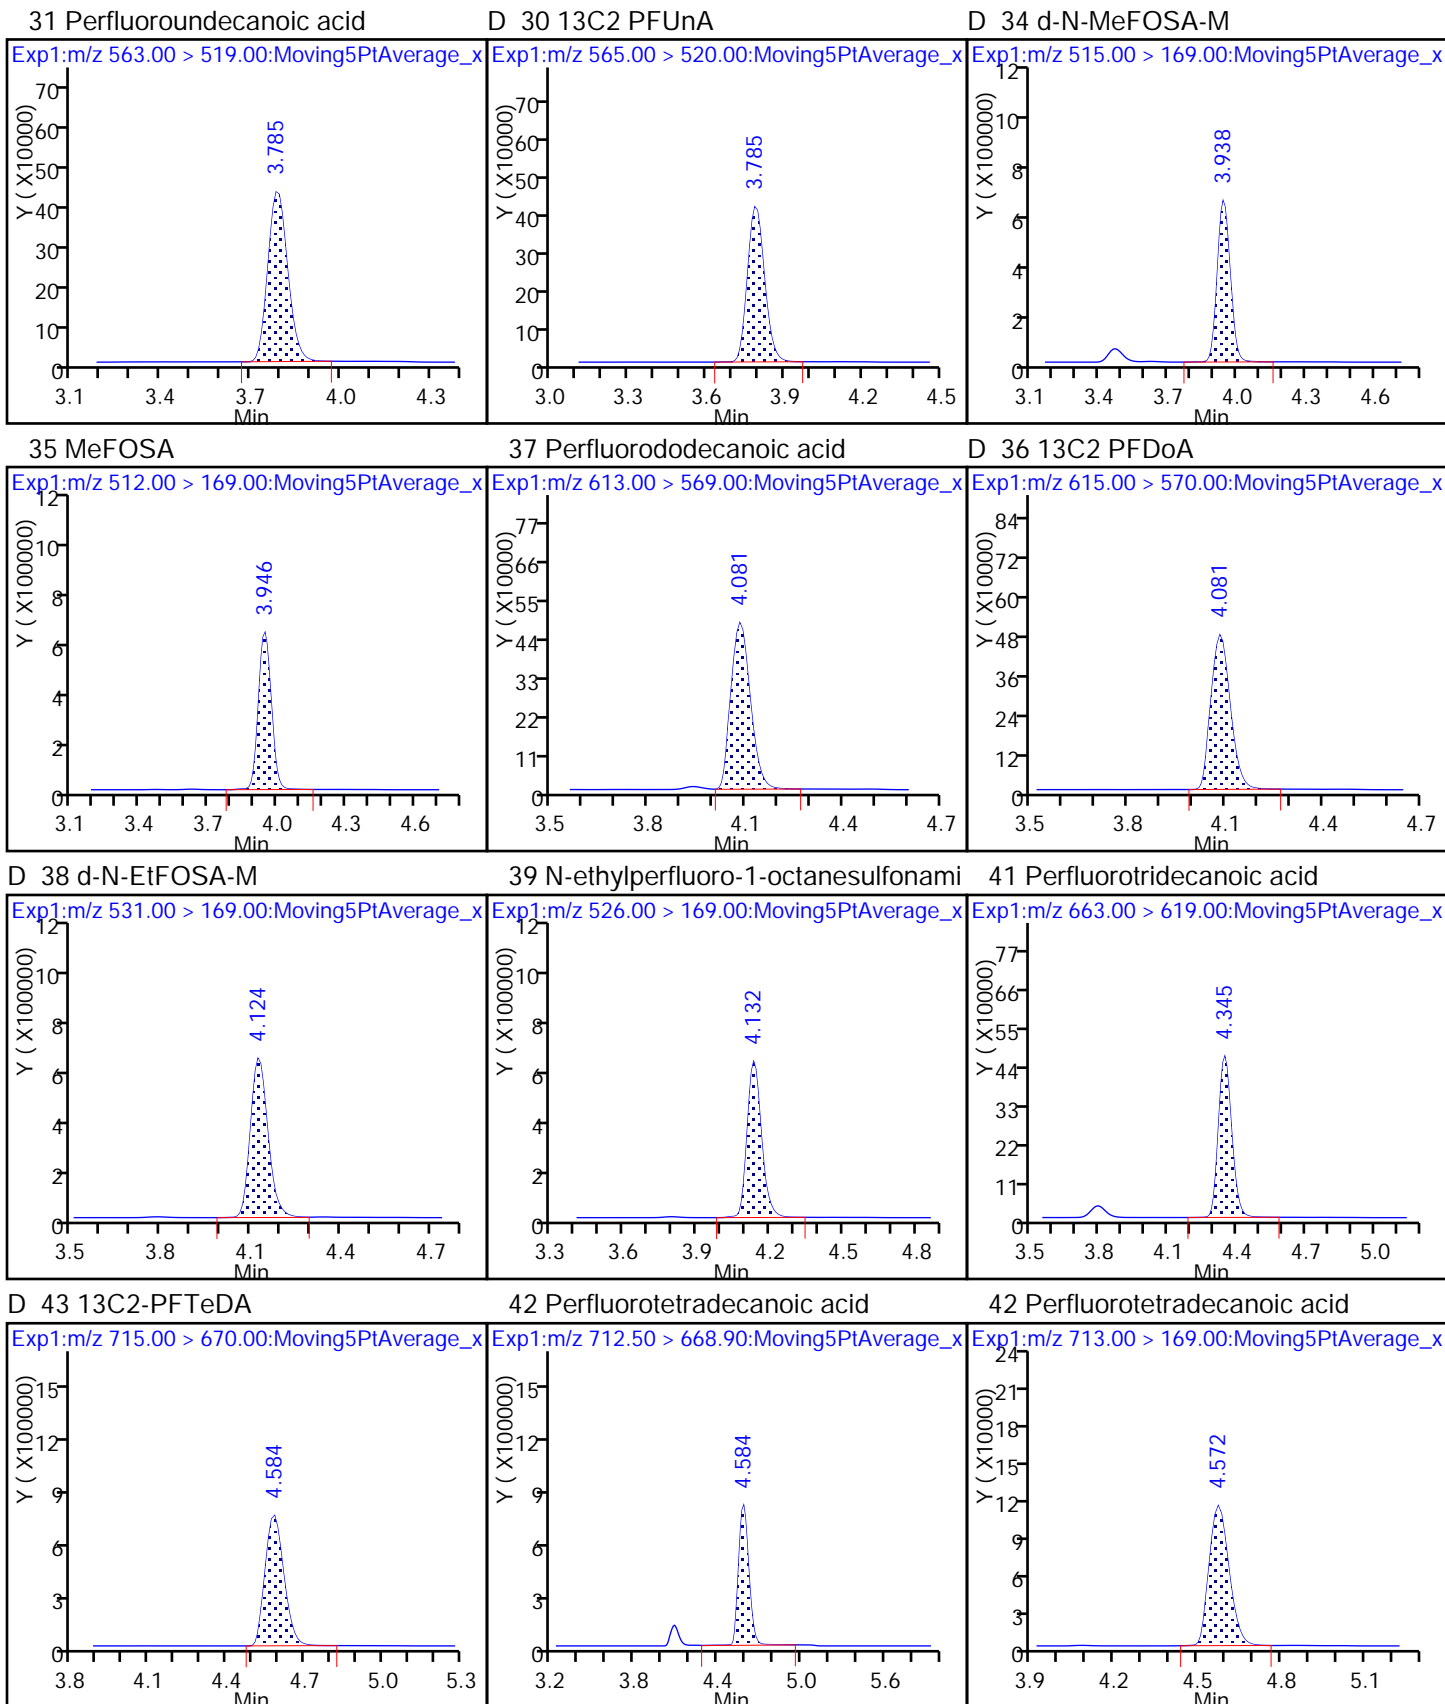 31 Perfluoroundecanoic acid
Exp1:m/z 563.00 > 519.00:Moving5PtAverage_x
Y ( X10000)
70
60
50
40
30
20
10
0
3.785
3.1 3.4 3.7 4.0 4.3
Min
D 30 13C2 PFUnA
Exp1:m/z 565.00 > 520.00:Moving5PtAverage_x
Y ( X10000)
70
60
50
40
30
20
10
0
3.785
3.0 3.3 3.6 3.9 4.2 4.5
Min
D 34 d-N-MeFOSA-M
Exp1:m/z 515.00 > 169.00:Moving5PtAverage_x
Y ( X100000)
12
10
8
6
4
2
0
3.938
3.1 3.4 3.7 4.0 4.3 4.6
Min
35 MeFOSA
Exp1:m/z 512.00 > 169.00:Moving5PtAverage_x
Y ( X100000)
12
10
8
6
4
2
0
3.946
3.1 3.4 3.7 4.0 4.3 4.6
Min
37 Perfluorododecanoic acid
Exp1:m/z 613.00 > 569.00:Moving5PtAverage_x
Y ( X10000)
77
66
55
44
33
22
11
0
4.081
3.5 3.8 4.1 4.4 4.7
Min
D 36 13C2 PFDoA
Exp1:m/z 615.00 > 570.00:Moving5PtAverage_x
Y ( X10000)
84
72
60
48
36
24
12
0
4.081
3.5 3.8 4.1 4.4 4.7
Min
D 38 d-N-EtFOSA-M
Exp1:m/z 531.00 > 169.00:Moving5PtAverage_x
Y ( X100000)
12
10
8
6
4
2
0
4.124
3.5 3.8 4.1 4.4 4.7
Min
39 N-ethylperfluoro-1-octanesulfonami
Exp1:m/z 526.00 > 169.00:Moving5PtAverage_x
Y ( X100000)
12
10
8
6
4
2
0
4.132
3.3 3.6 3.9 4.2 4.5 4.8
Min
41 Perfluorotridecanoic acid
Exp1:m/z 663.00 > 619.00:Moving5PtAverage_x
Y ( X10000)
77
66
55
44
33
22
11
0
4.345
3.5 3.8 4.1 4.4 4.7 5.0
Min
D 43 13C2-PFTeDA
Exp1:m/z 715.00 > 670.00:Moving5PtAverage_x
Y ( X100000)
15
12
9
6
3
0
4.584
3.8 4.1 4.4 4.7 5.0 5.3
Min
42 Perfluorotetradecanoic acid
Exp1:m/z 712.50 > 668.90:Moving5PtAverage_x
Y ( X100000)
15
12
9
6
3
0
4.584
3.2 3.8 4.4 5.0 5.6
Min
42 Perfluorotetradecanoic acid
Exp1:m/z 713.00 > 169.00:Moving5PtAverage_x
Y ( X10000)
24
21
18
15
12
9
6
3
0
4.572
3.9 4.2 4.5 4.8 5.1
Min